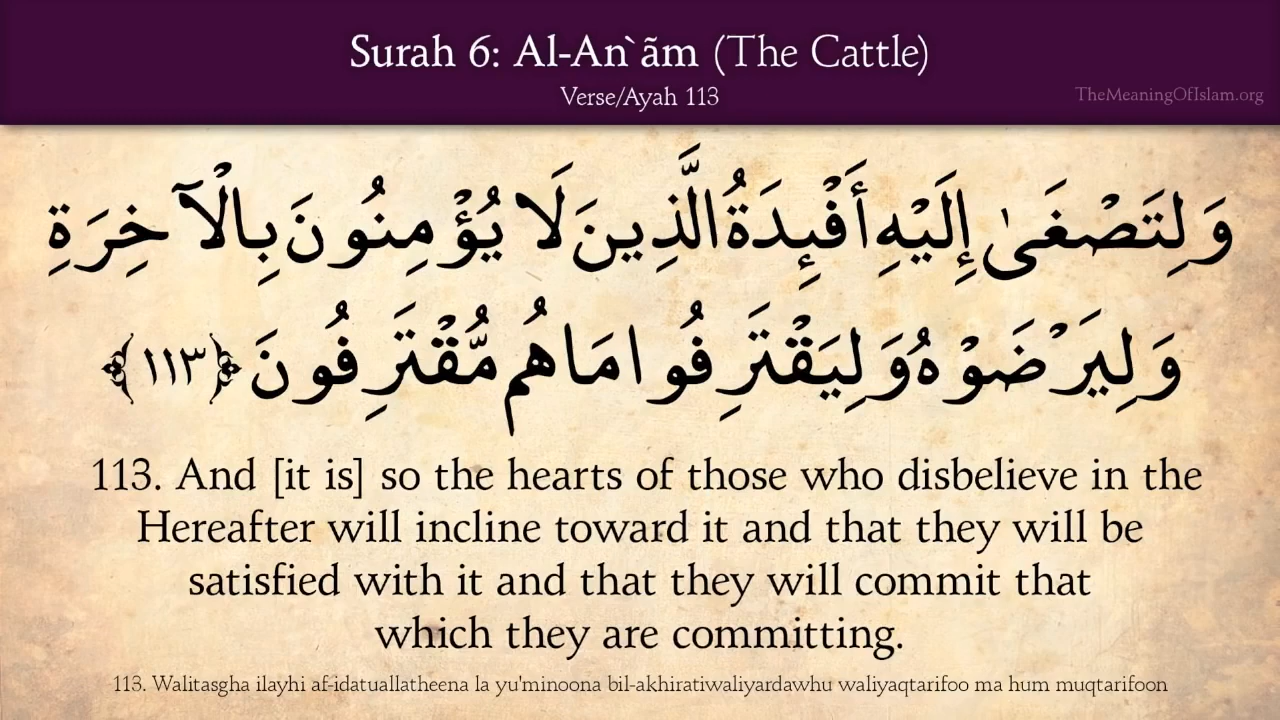 Surah 6: Al-An`ãm (The Cattle)
Verse/Ayah 113
TheMeaningOfIslam.org
وَلِتَصْغَىٰ إِلَيْهِ أَفْئِدَةُ الَّذِينَ لَا يُؤْمِنُونَ بِالْآخِرَةِ
وَلِيَرْضَوْهُ وَلِيَقْتَرِفُوا مَا هُم مُّقْتَرِفُونَ ﴿١١٣﴾
113. And [it is] so the hearts of those who disbelieve in the
Hereafter will incline toward it and that they will be
satisfied with it and that they will commit that
which they are committing.
113. Walitasgha ilayhi af-idatuallatheena la yu'minoona bil-akhiratiwaliyardawhu waliyaqtarifoo ma hum muqtarifoon